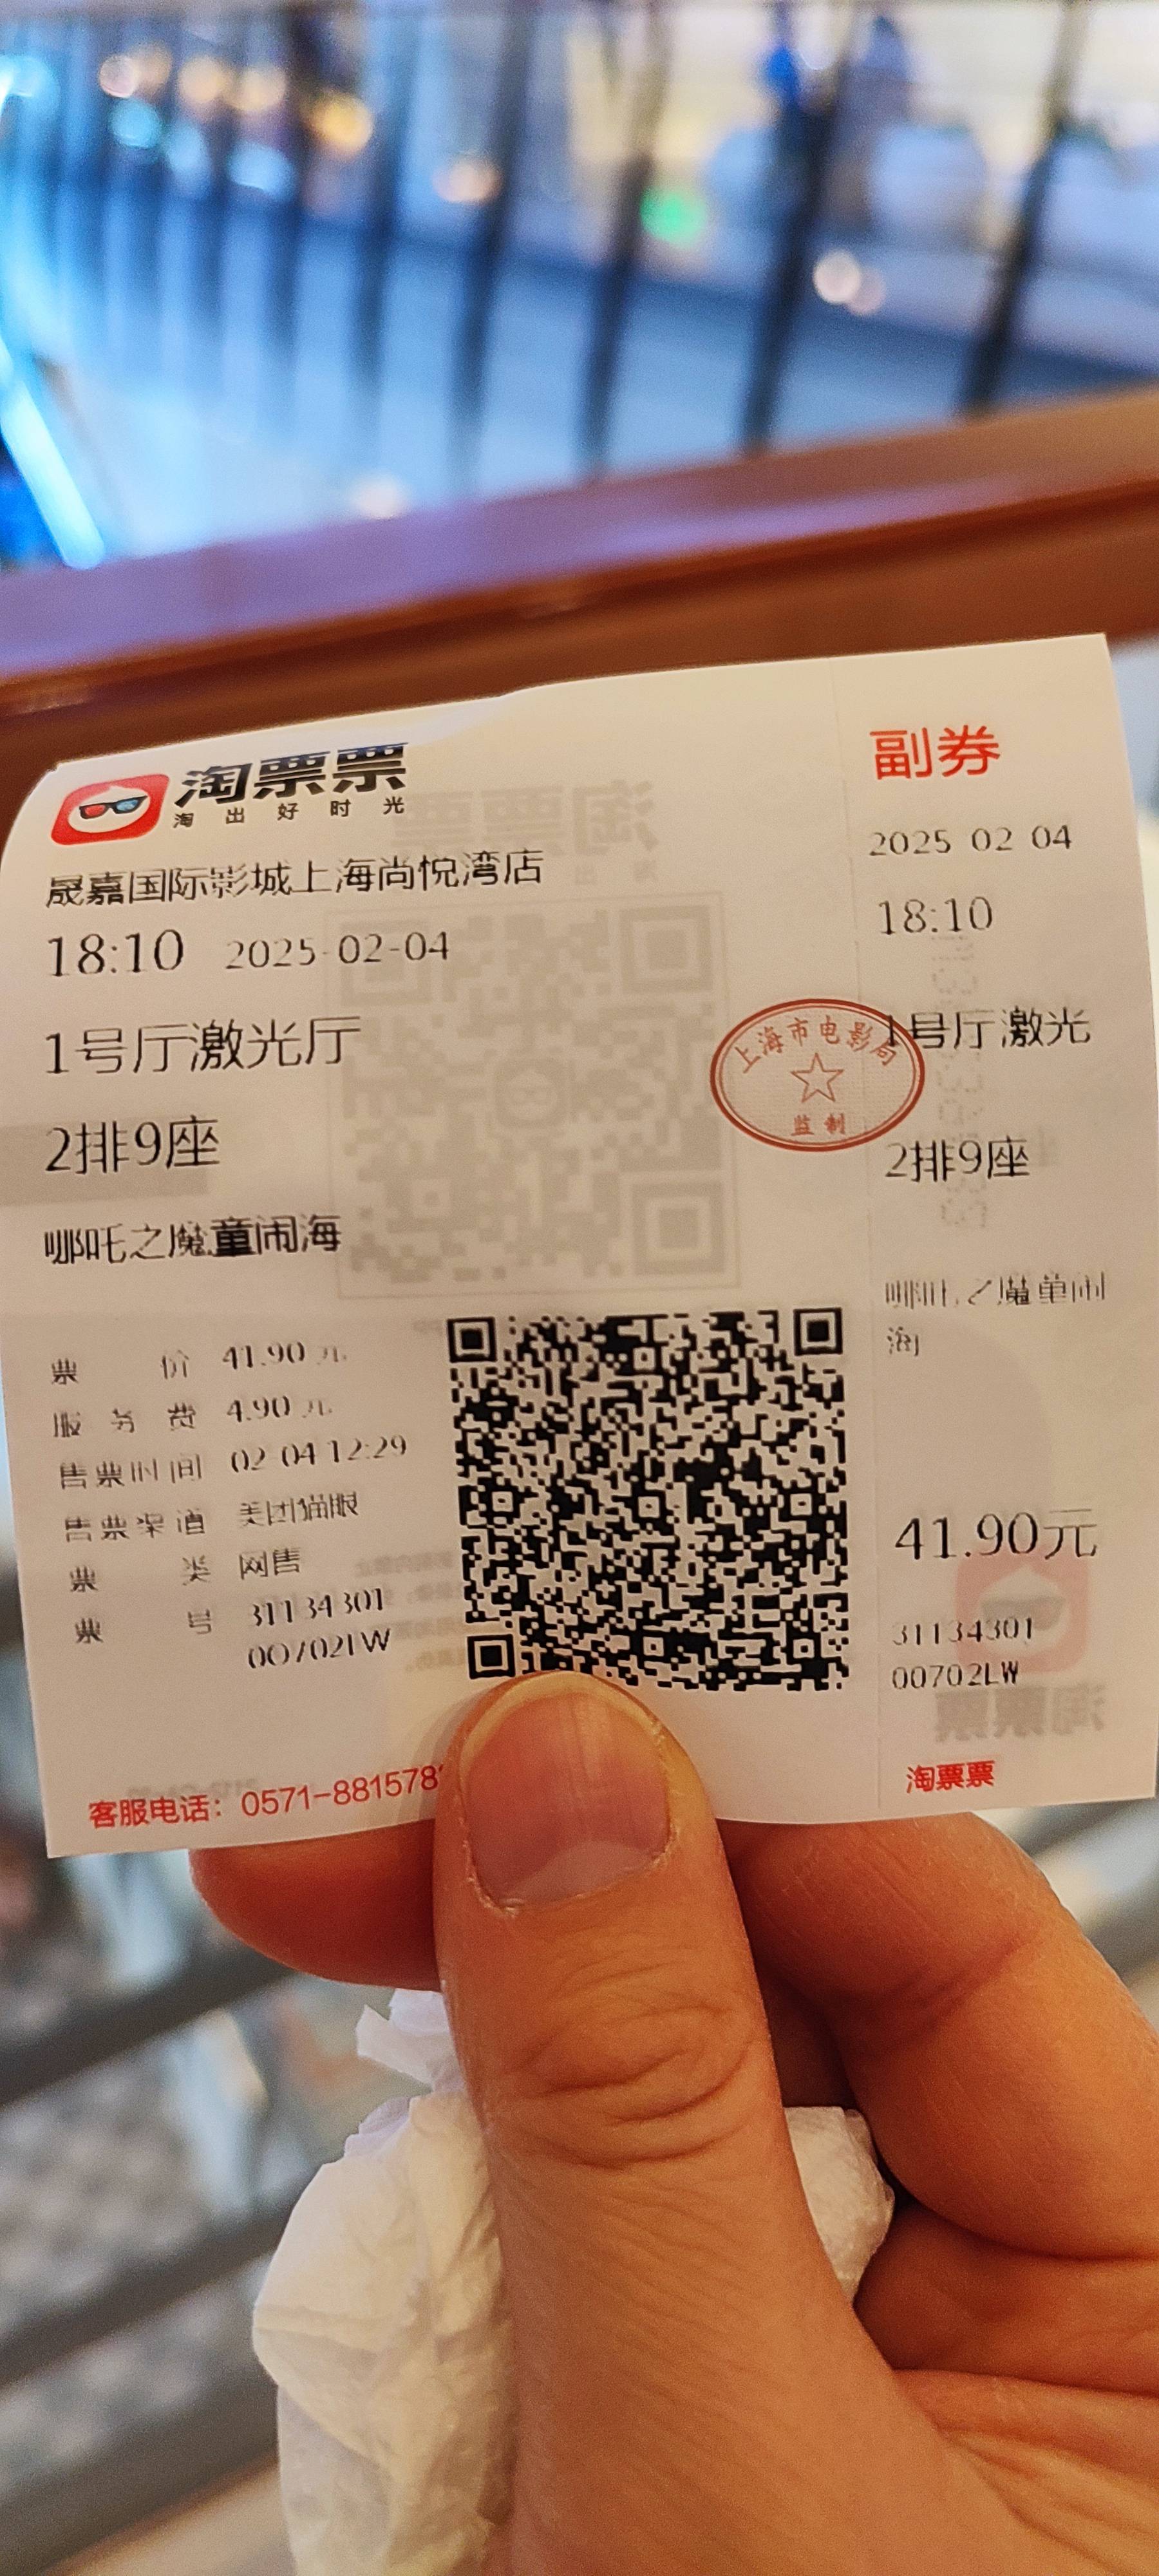 淘票票
淘出好时光
晟嘉国际影城上海尚悦湾店
18:10 2025-02-04
1号厅激光厅
2排9座
哪吒之魔童闹海
票价 41.90元
服务费 4.90元
售票时间 02-04 12:29
售票渠道 美团猫眼
票类 网售
票号 31134301
00702LW
客服电话：0571-881578
上海市电影局
监制
副券
2025-02-04
18:10
1号厅激光
2排9座
哪吒之魔童闹
海
41.90元
31134301
00702LW
淘票票